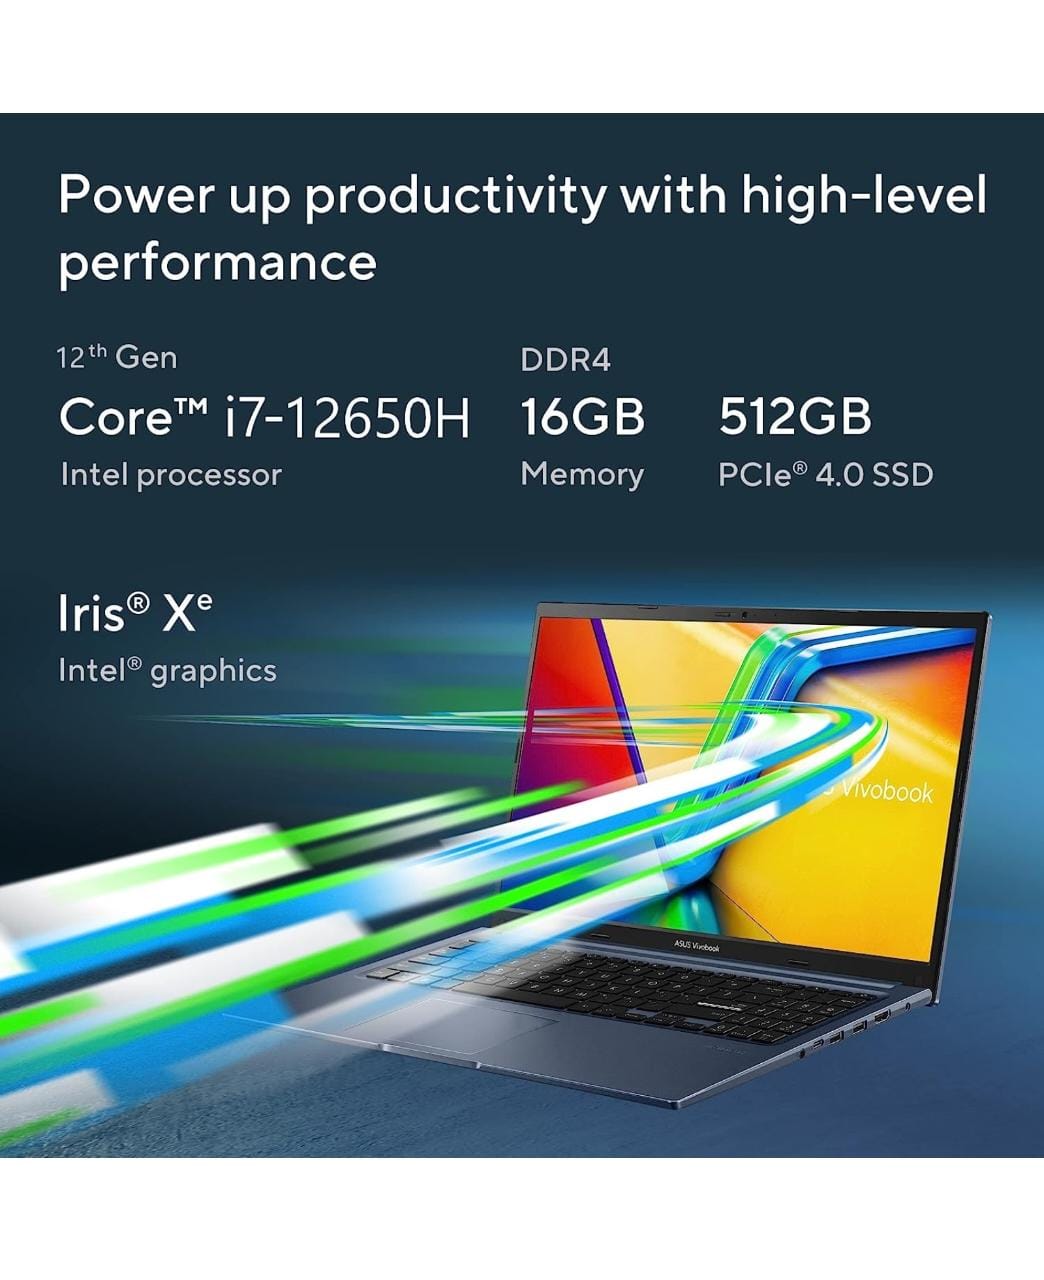 Power up productivity with high-level
performance
12th Gen
Core™ i7-12650H
Intel processor
DDR4
16GB
Memory
512GB
PCIe® 4.0 SSD
Iris® Xe
Intel® graphics
Vivobook
ASUS Vivobook